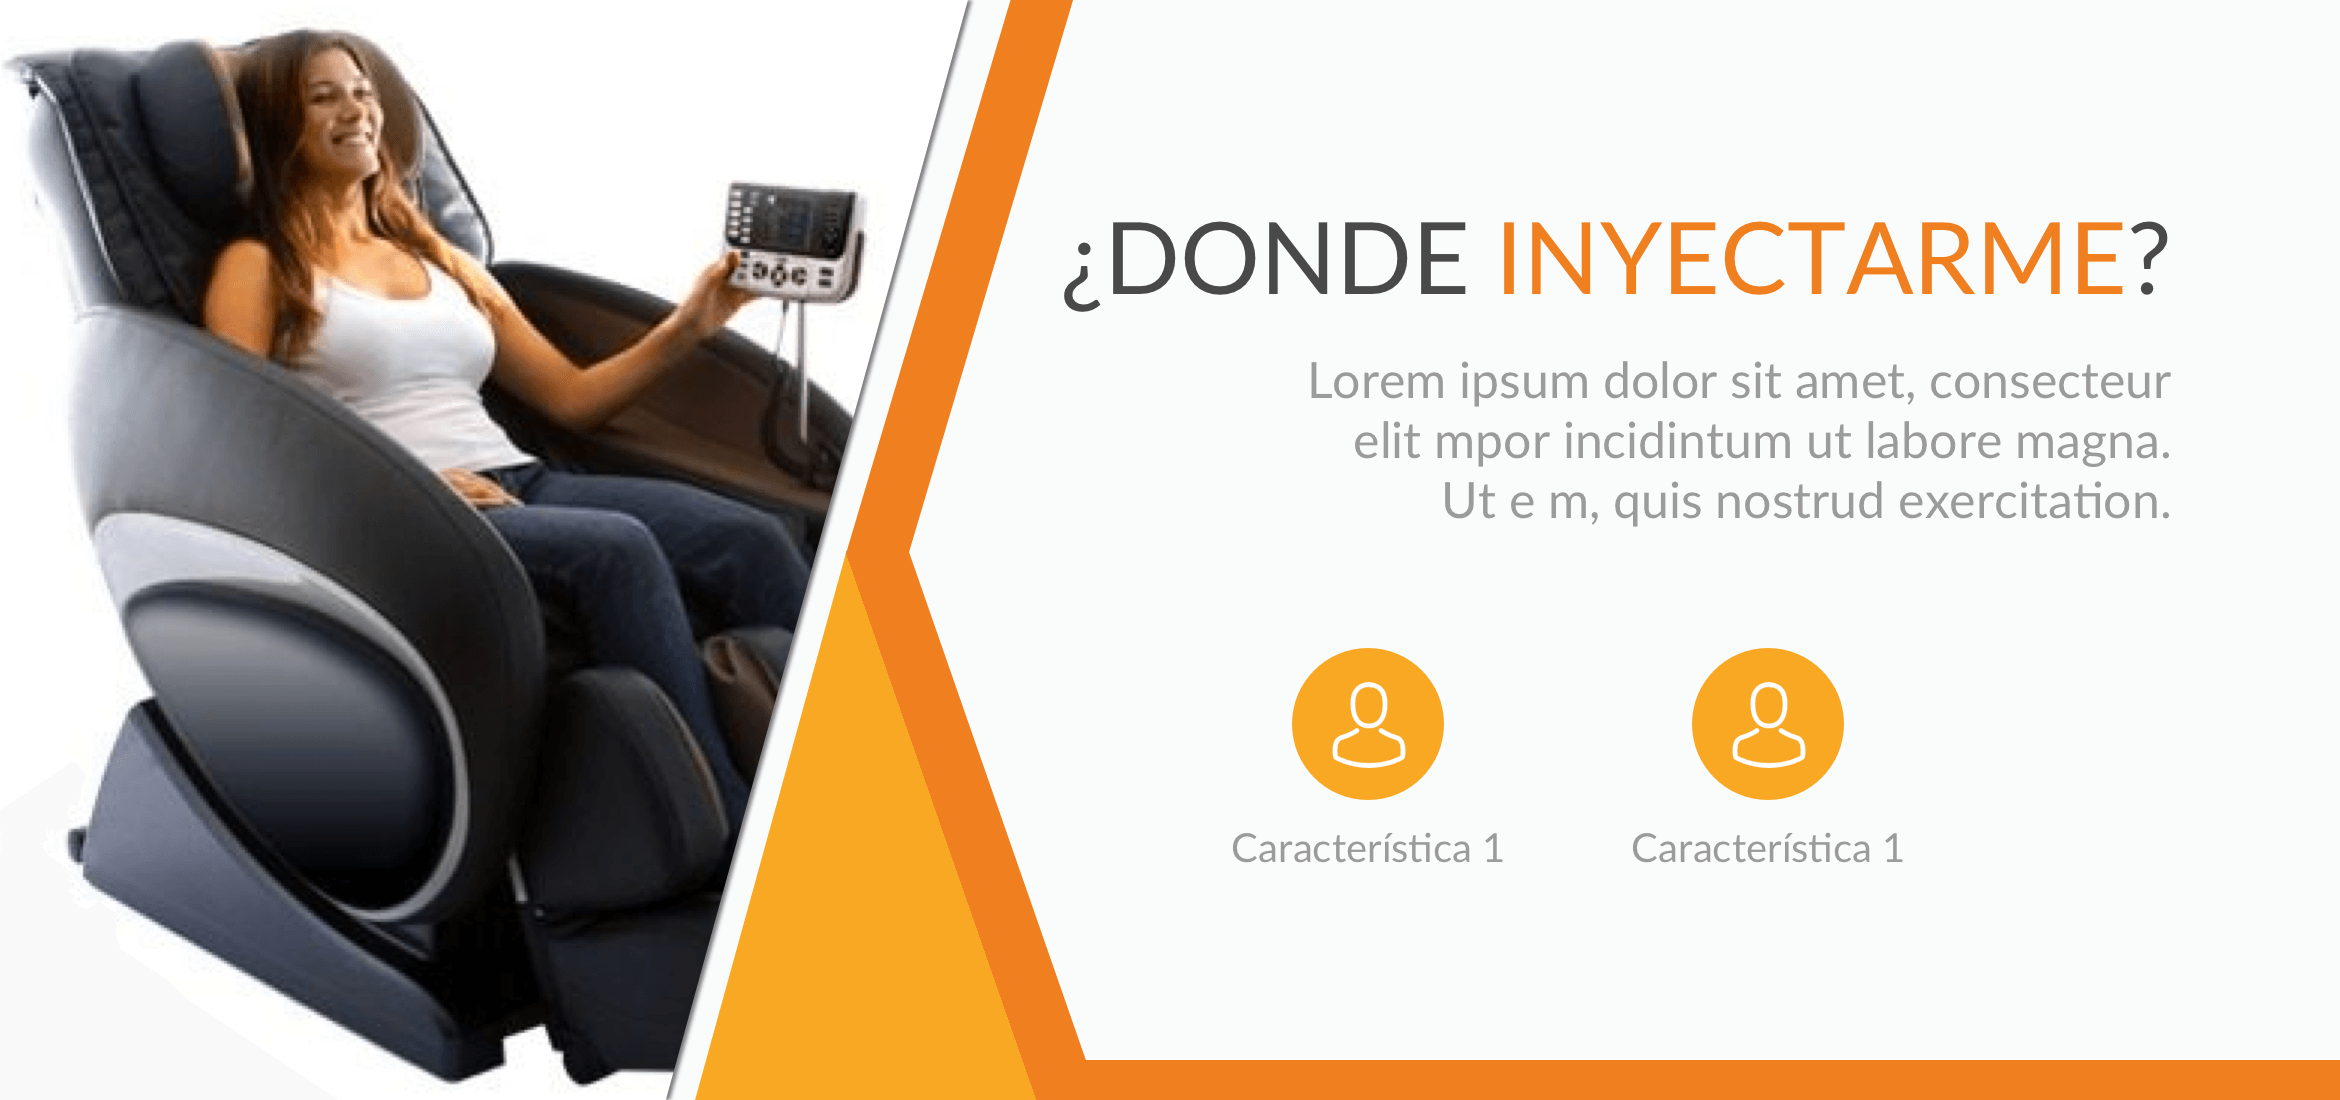 ¿DONDE INYECTARME?
Lorem ipsum dolor sit amet, consecteur
elit mpor incidintum ut labore magna.
Ut e m, quis nostrud exercitation.
Característica 1
Característica 1